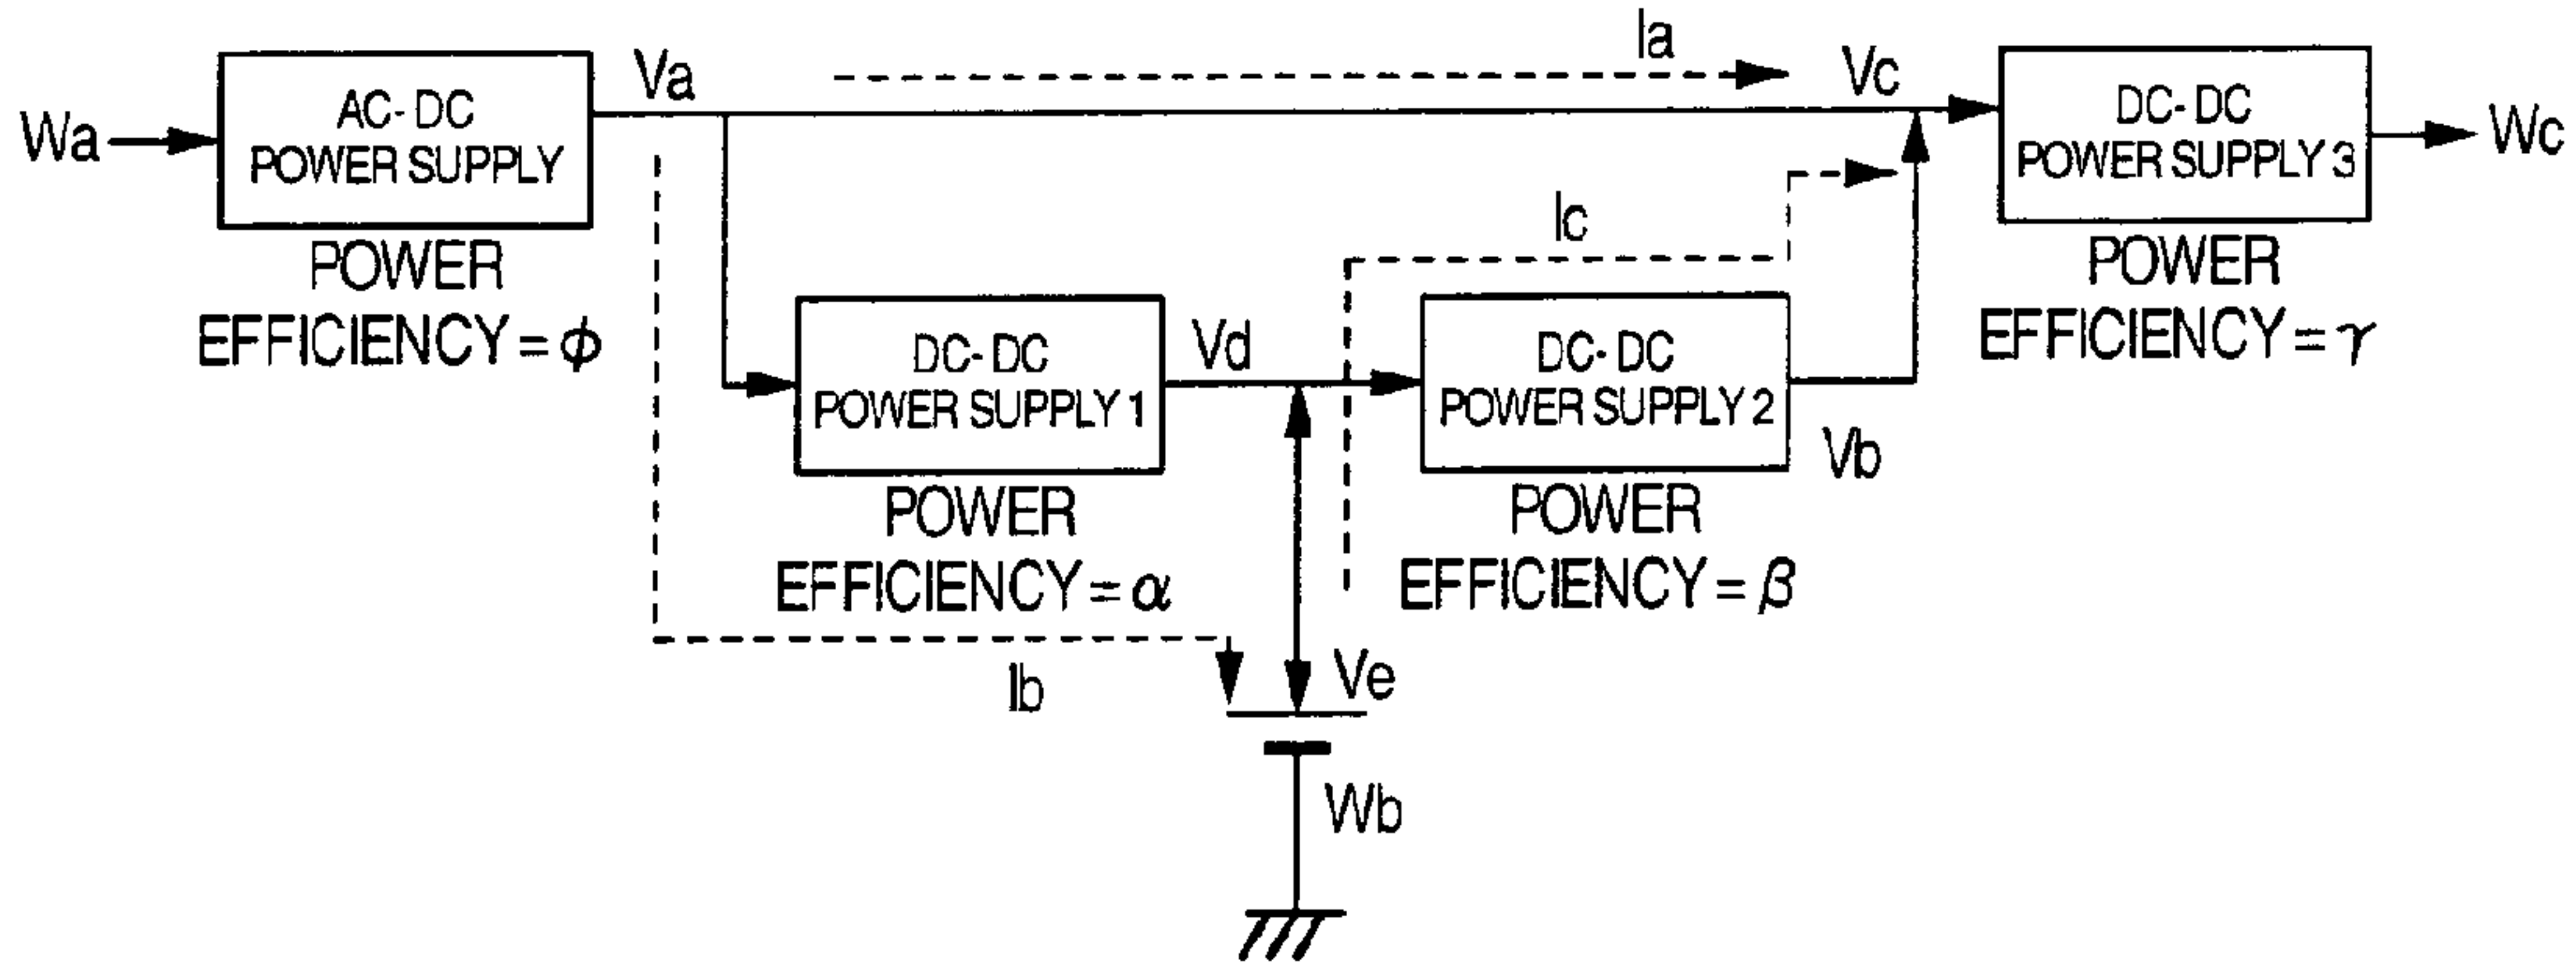 Wa
AC-DC
POWER SUPPLY
POWER
EFFICIENCY = φ
Va
Ia
Vc
DC-DC
POWER SUPPLY 3
POWER
EFFICIENCY = γ
Wc
Ic
DC-DC
POWER SUPPLY 1
POWER
EFFICIENCY = α
Vd
DC-DC
POWER SUPPLY 2
POWER
EFFICIENCY = β
Vb
Ib
Ve
Wb